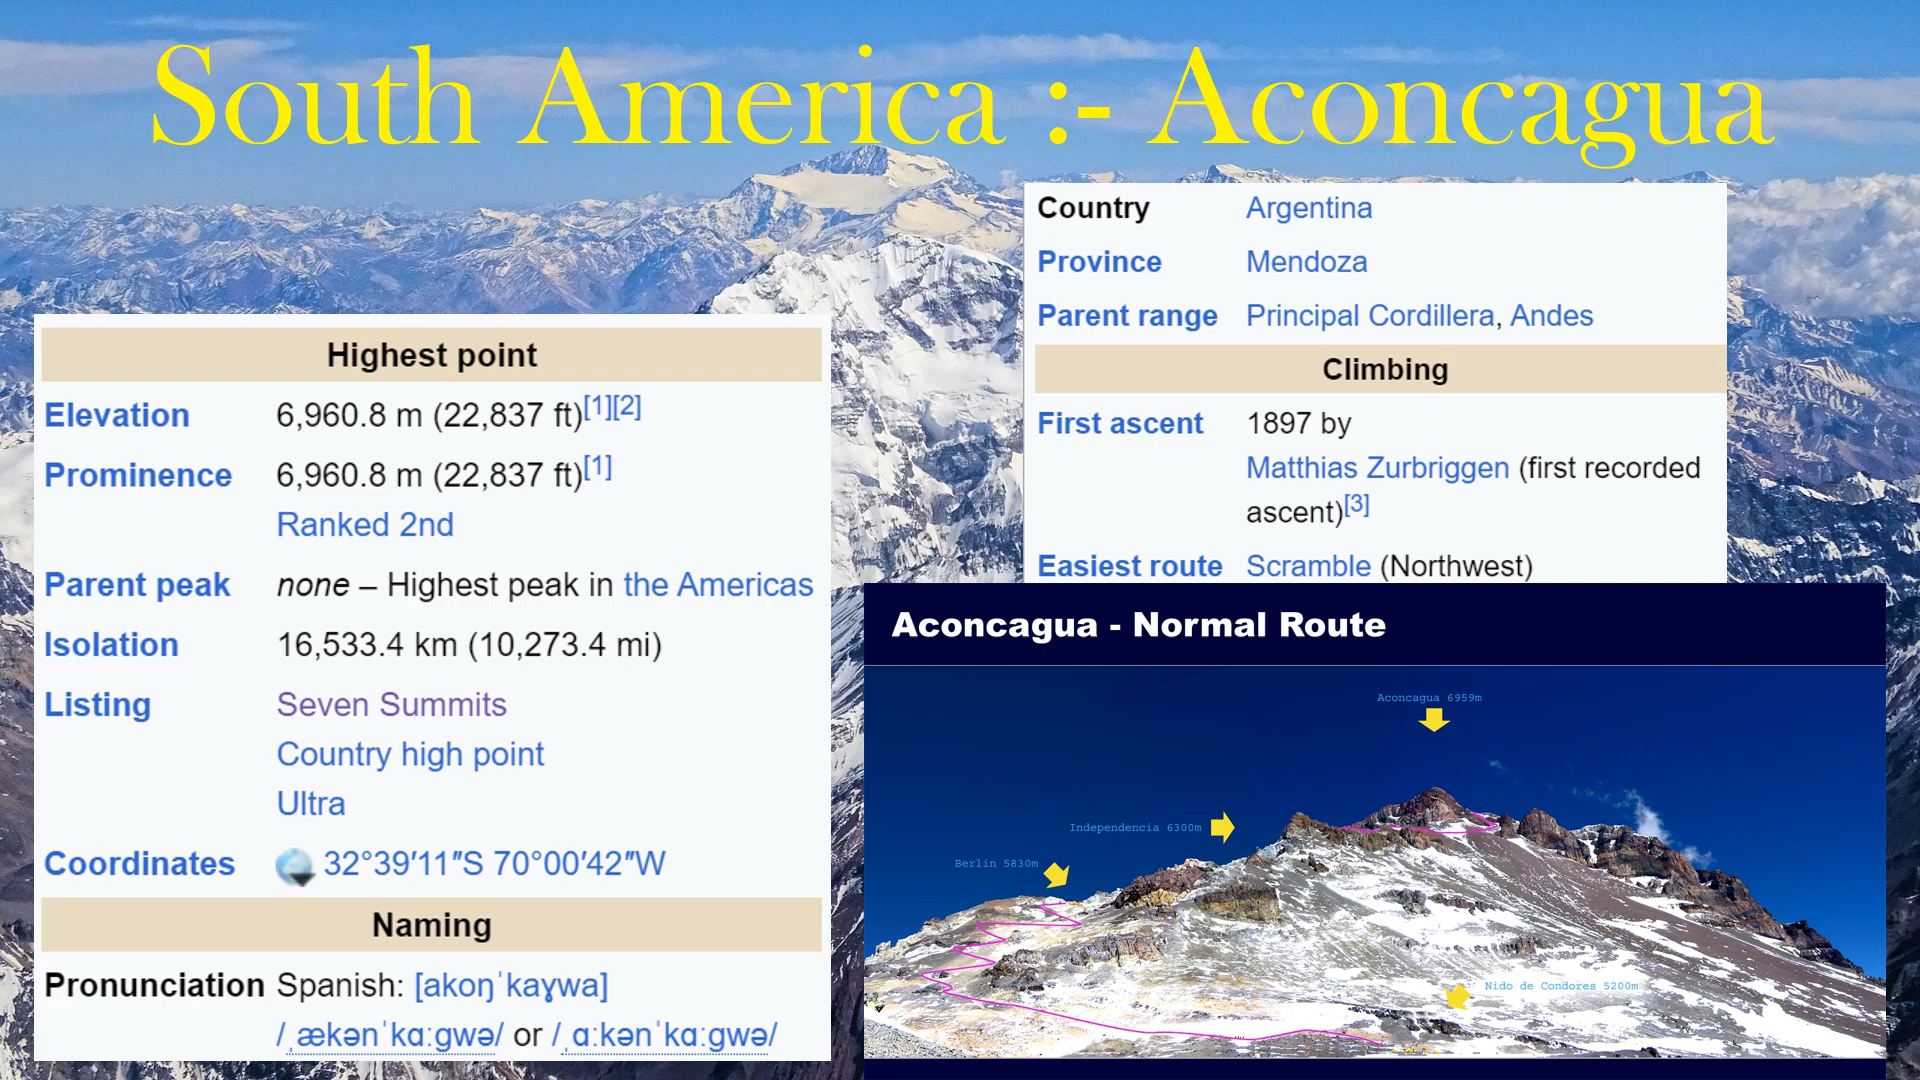 South America :- Aconcagua
Highest point
Elevation 6,960.8 m (22,837 ft)[1][2]
Prominence 6,960.8 m (22,837 ft)[1]
Ranked 2nd
Parent peak none – Highest peak in the Americas
Isolation 16,533.4 km (10,273.4 mi)
Listing Seven Summits
Country high point
Ultra
Coordinates 32°39′11″S 70°00′42″W
Naming
Pronunciation Spanish: [akoŋˈkaɣwa]
/ˌækənˈkɑːɡwə/ or /ˌɑːkənˈkɑːɡwə/
Country Argentina
Province Mendoza
Parent range Principal Cordillera, Andes
Climbing
First ascent 1897 by
Matthias Zurbriggen (first recorded
ascent)[3]
Easiest route Scramble (Northwest)
Aconcagua - Normal Route
Aconcagua 6959m
Independencia 6300m
Berlin 5830m
Nido de Condores 5200m